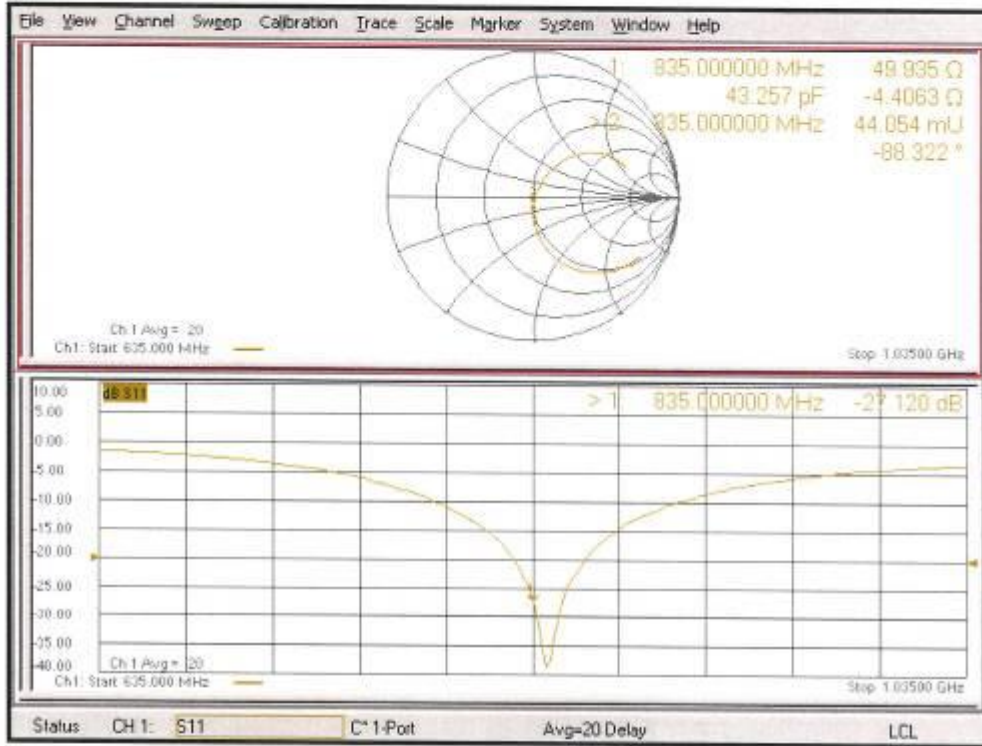 File View Channel Sweep Calibration Trace Scale Marker System Window Help
1: 835.000000 MHz 49.935 Ω
43.257 pF -4.4063 Ω
> 2: 835.000000 MHz 44.054 mU
-88.322 °
Ch 1 Avg = 20
Ch1: Start 635.000 MHz
Stop 1.03500 GHz
10.00
dB S11
> 1: 835.000000 MHz -27.120 dB
5.00
0.00
-5.00
-10.00
-15.00
-20.00
-25.00
-30.00
-35.00
-40.00
Ch 1 Avg = 20
Ch1: Start 635.000 MHz
Stop 1.03500 GHz
Status CH 1: S11 C* 1-Port Avg=20 Delay LCL